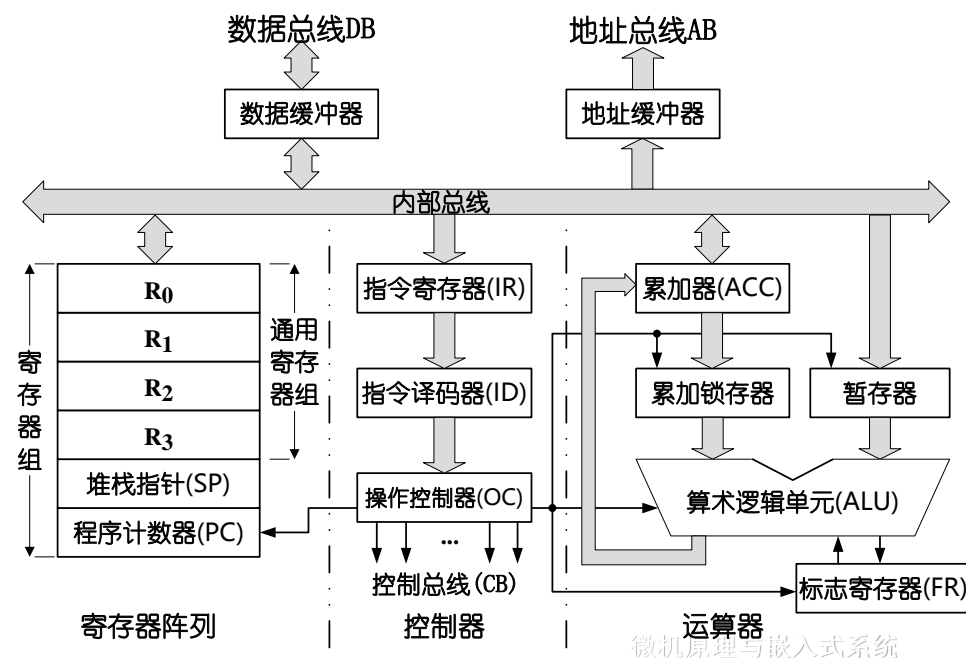 数据总线DB
地址总线AB
数据缓冲器
地址缓冲器
内部总线
寄存器组
R0
R1
R2
R3
堆栈指针(SP)
程序计数器(PC)
通用寄存器组
指令寄存器(IR)
指令译码器(ID)
操作控制器(OC)
...
控制总线(CB)
累加器(ACC)
累加锁存器
暂存器
算术逻辑单元(ALU)
标志寄存器(FR)
寄存器阵列
控制器
运算器
微机原理与嵌入式系统